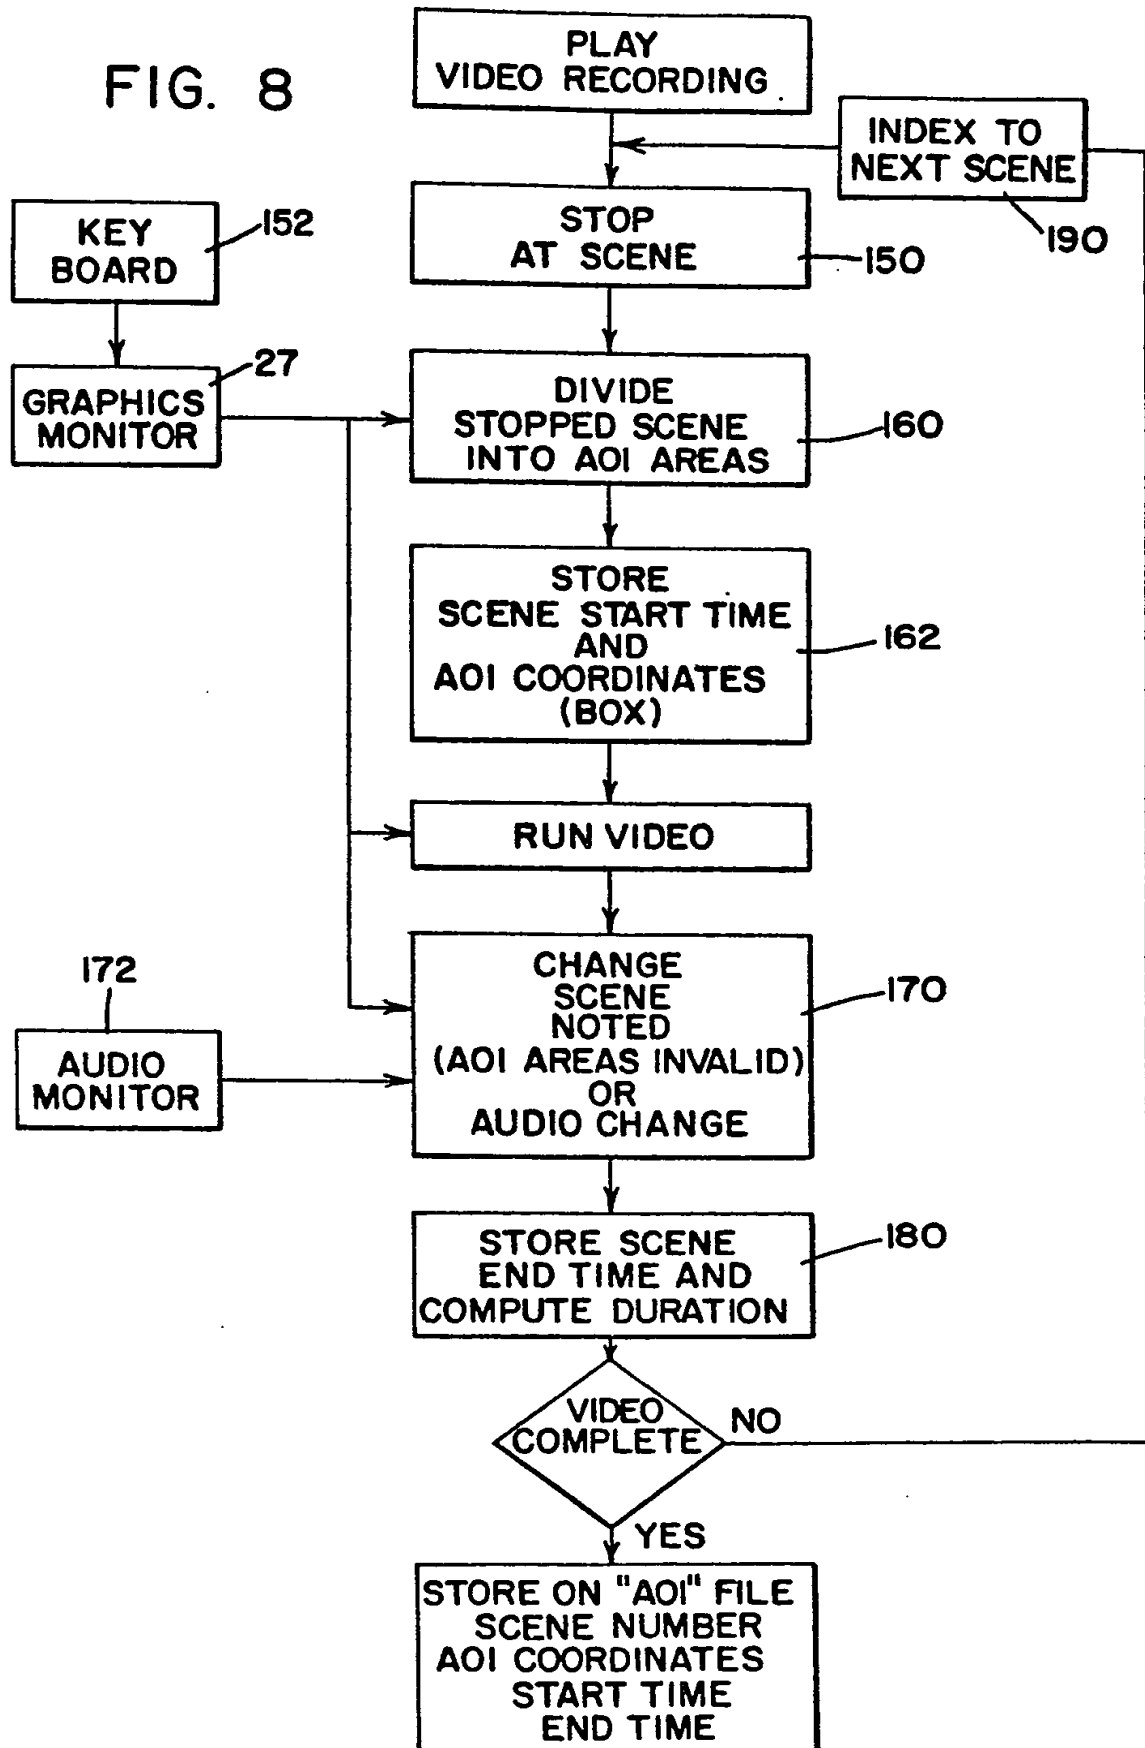 FIG. 8
PLAY
VIDEO RECORDING
INDEX TO
NEXT SCENE
190
STOP
AT SCENE
150
KEY
BOARD
152
GRAPHICS
MONITOR
27
DIVIDE
STOPPED SCENE
INTO AOI AREAS
160
STORE
SCENE START TIME
AND
AOI COORDINATES
(BOX)
162
RUN VIDEO
CHANGE
SCENE
NOTED
(AOI AREAS INVALID)
OR
AUDIO CHANGE
170
172
AUDIO
MONITOR
STORE SCENE
END TIME AND
COMPUTE DURATION
180
VIDEO
COMPLETE
NO
YES
STORE ON "AOI" FILE
SCENE NUMBER
AOI COORDINATES
START TIME
END TIME